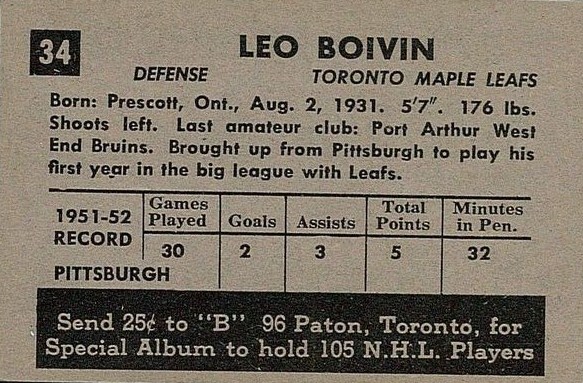 34
LEO BOIVIN
DEFENSE TORONTO MAPLE LEAFS
Born: Prescott, Ont., Aug. 2, 1931. 5'7". 176 lbs.
Shoots left. Last amateur club: Port Arthur West
End Bruins. Brought up from Pittsburgh to play his
first year in the big league with Leafs.
1951-52 RECORD
PITTSBURGH
Games Played Goals Assists Total Points Minutes in Pen.
30 2 3 5 32
Send 25¢ to "B" 96 Paton, Toronto, for
Special Album to hold 105 N.H.L. Players